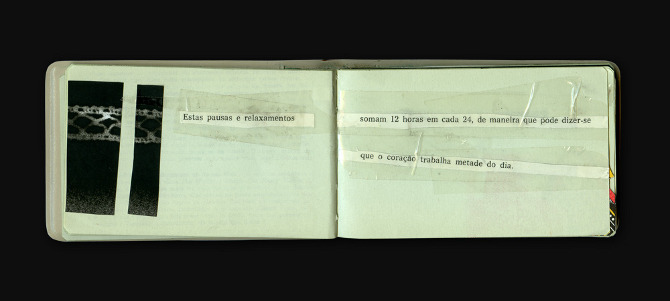 Estas pausas e relaxamentos
somam 12 horas em cada 24, de maneira que pode dizer-se
que o coração trabalha metade do dia.